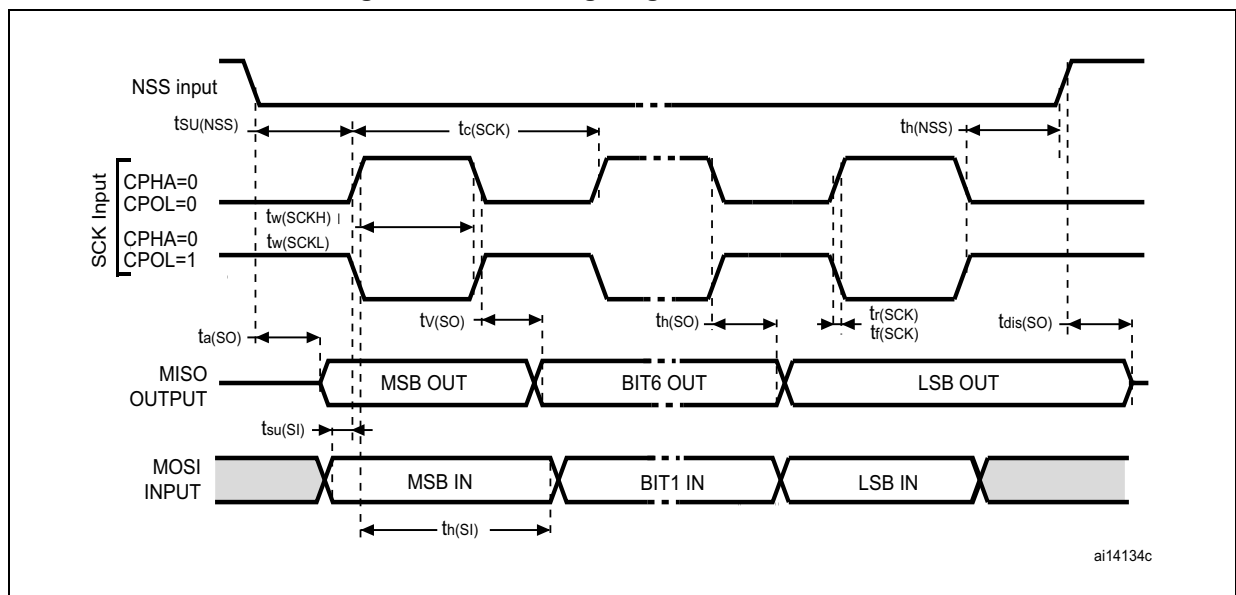 NSS input
tSU(NSS)
tc(SCK)
th(NSS)
SCK Input
CPHA=0
CPOL=0
tw(SCKH)
CPHA=0
tw(SCKL)
CPOL=1
tV(SO)
th(SO)
tr(SCK)
tf(SCK)
tdis(SO)
ta(SO)
MISO
OUTPUT
MSB OUT
BIT6 OUT
LSB OUT
tsu(SI)
MOSI
INPUT
MSB IN
BIT1 IN
LSB IN
th(SI)
ai14134c